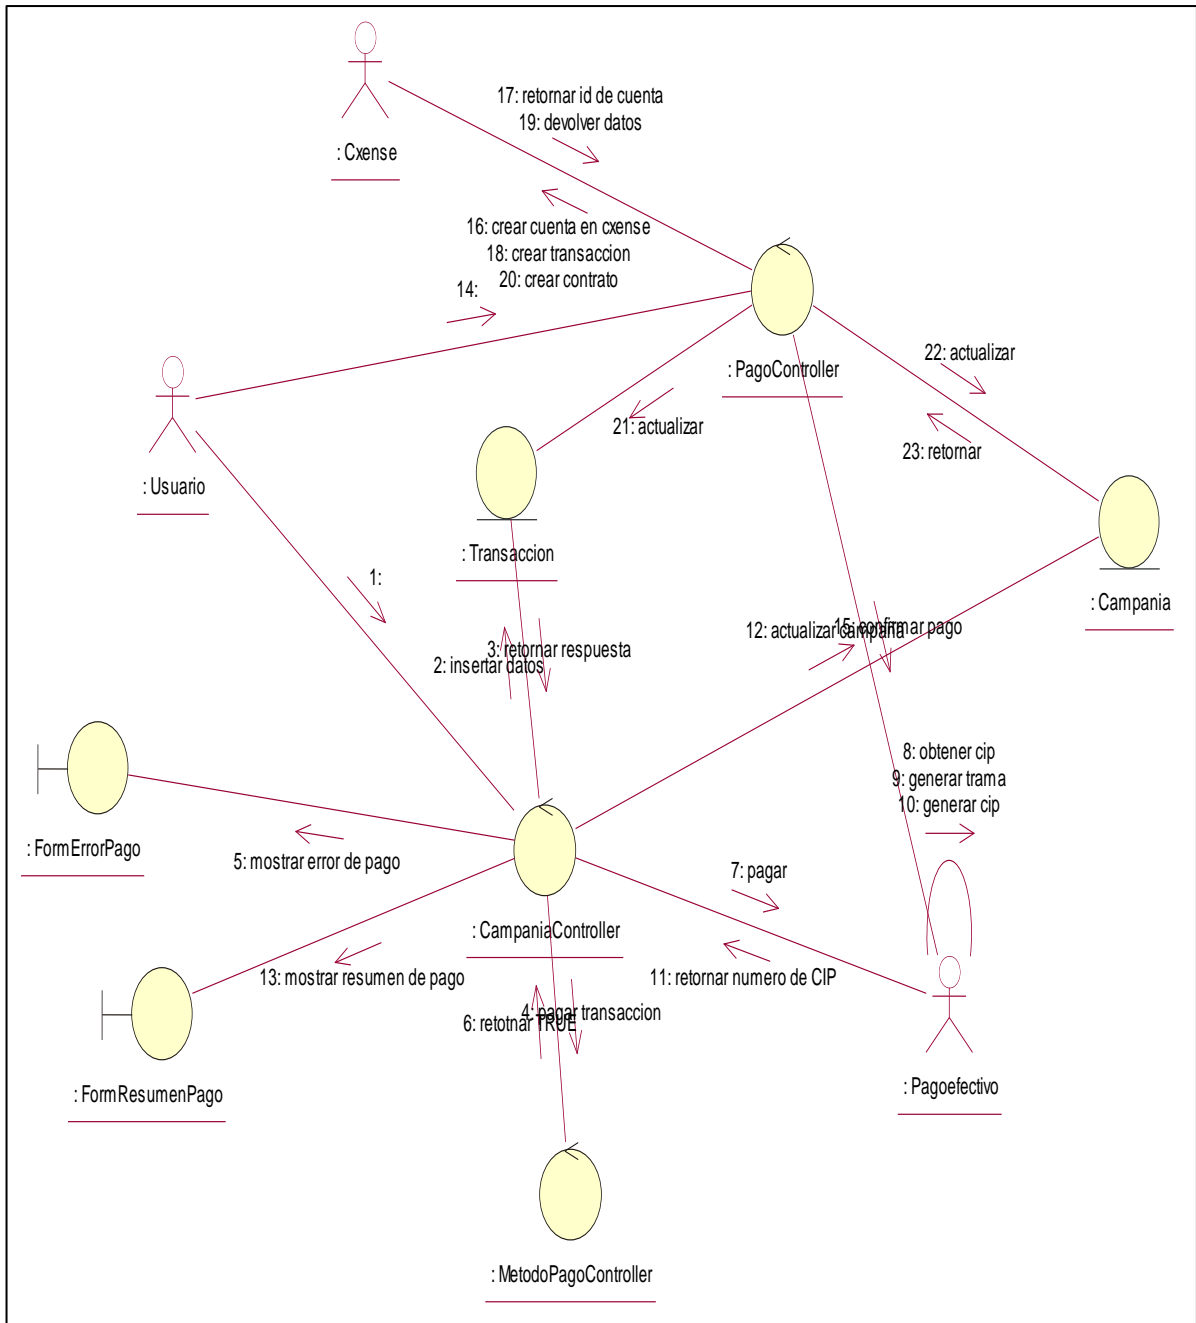 17: retornar id de cuenta
19: devolver datos
: Cxense
16: crear cuenta en cxense
18: crear transaccion
20: crear contrato
14:
: PagoController
22: actualizar
21: actualizar
23: retornar
: Usuario
: Transaccion
: Campania
1:
12: actualizar campaña
15: confirmar pago
3: retornar respuesta
2: insertar datos
8: obtener cip
9: generar trama
10: generar cip
: FormErrorPago
5: mostrar error de pago
7: pagar
: CampaniaController
13: mostrar resumen de pago
11: retornar numero de CIP
4: pagar transaccion
6: retotnar TRUE
: FormResumenPago
: Pagoefectivo
: MetodoPagoController